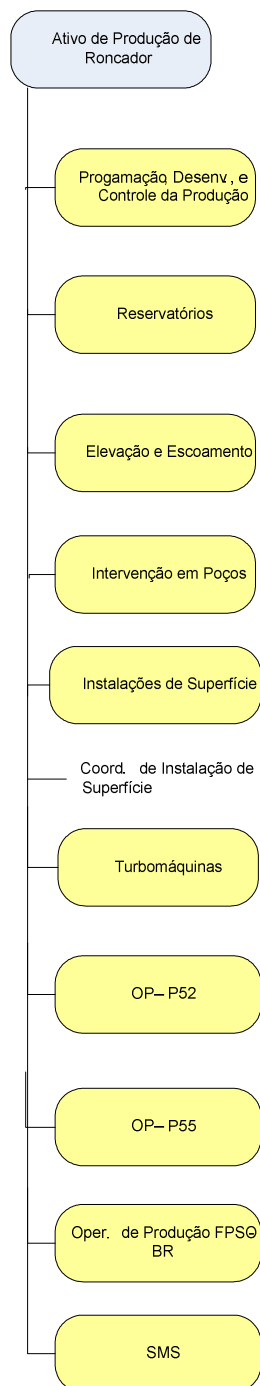 Ativo de Produção de
Roncador
Progamação, Desenv., e
Controle da Produção
Reservatórios
Elevação e Escoamento
Intervenção em Poços
Instalações de Superfície
Coord. de Instalação de
Superfície
Turbomáquinas
OP–P52
OP–P55
Oper. de Produção FPSO
BR
SMS